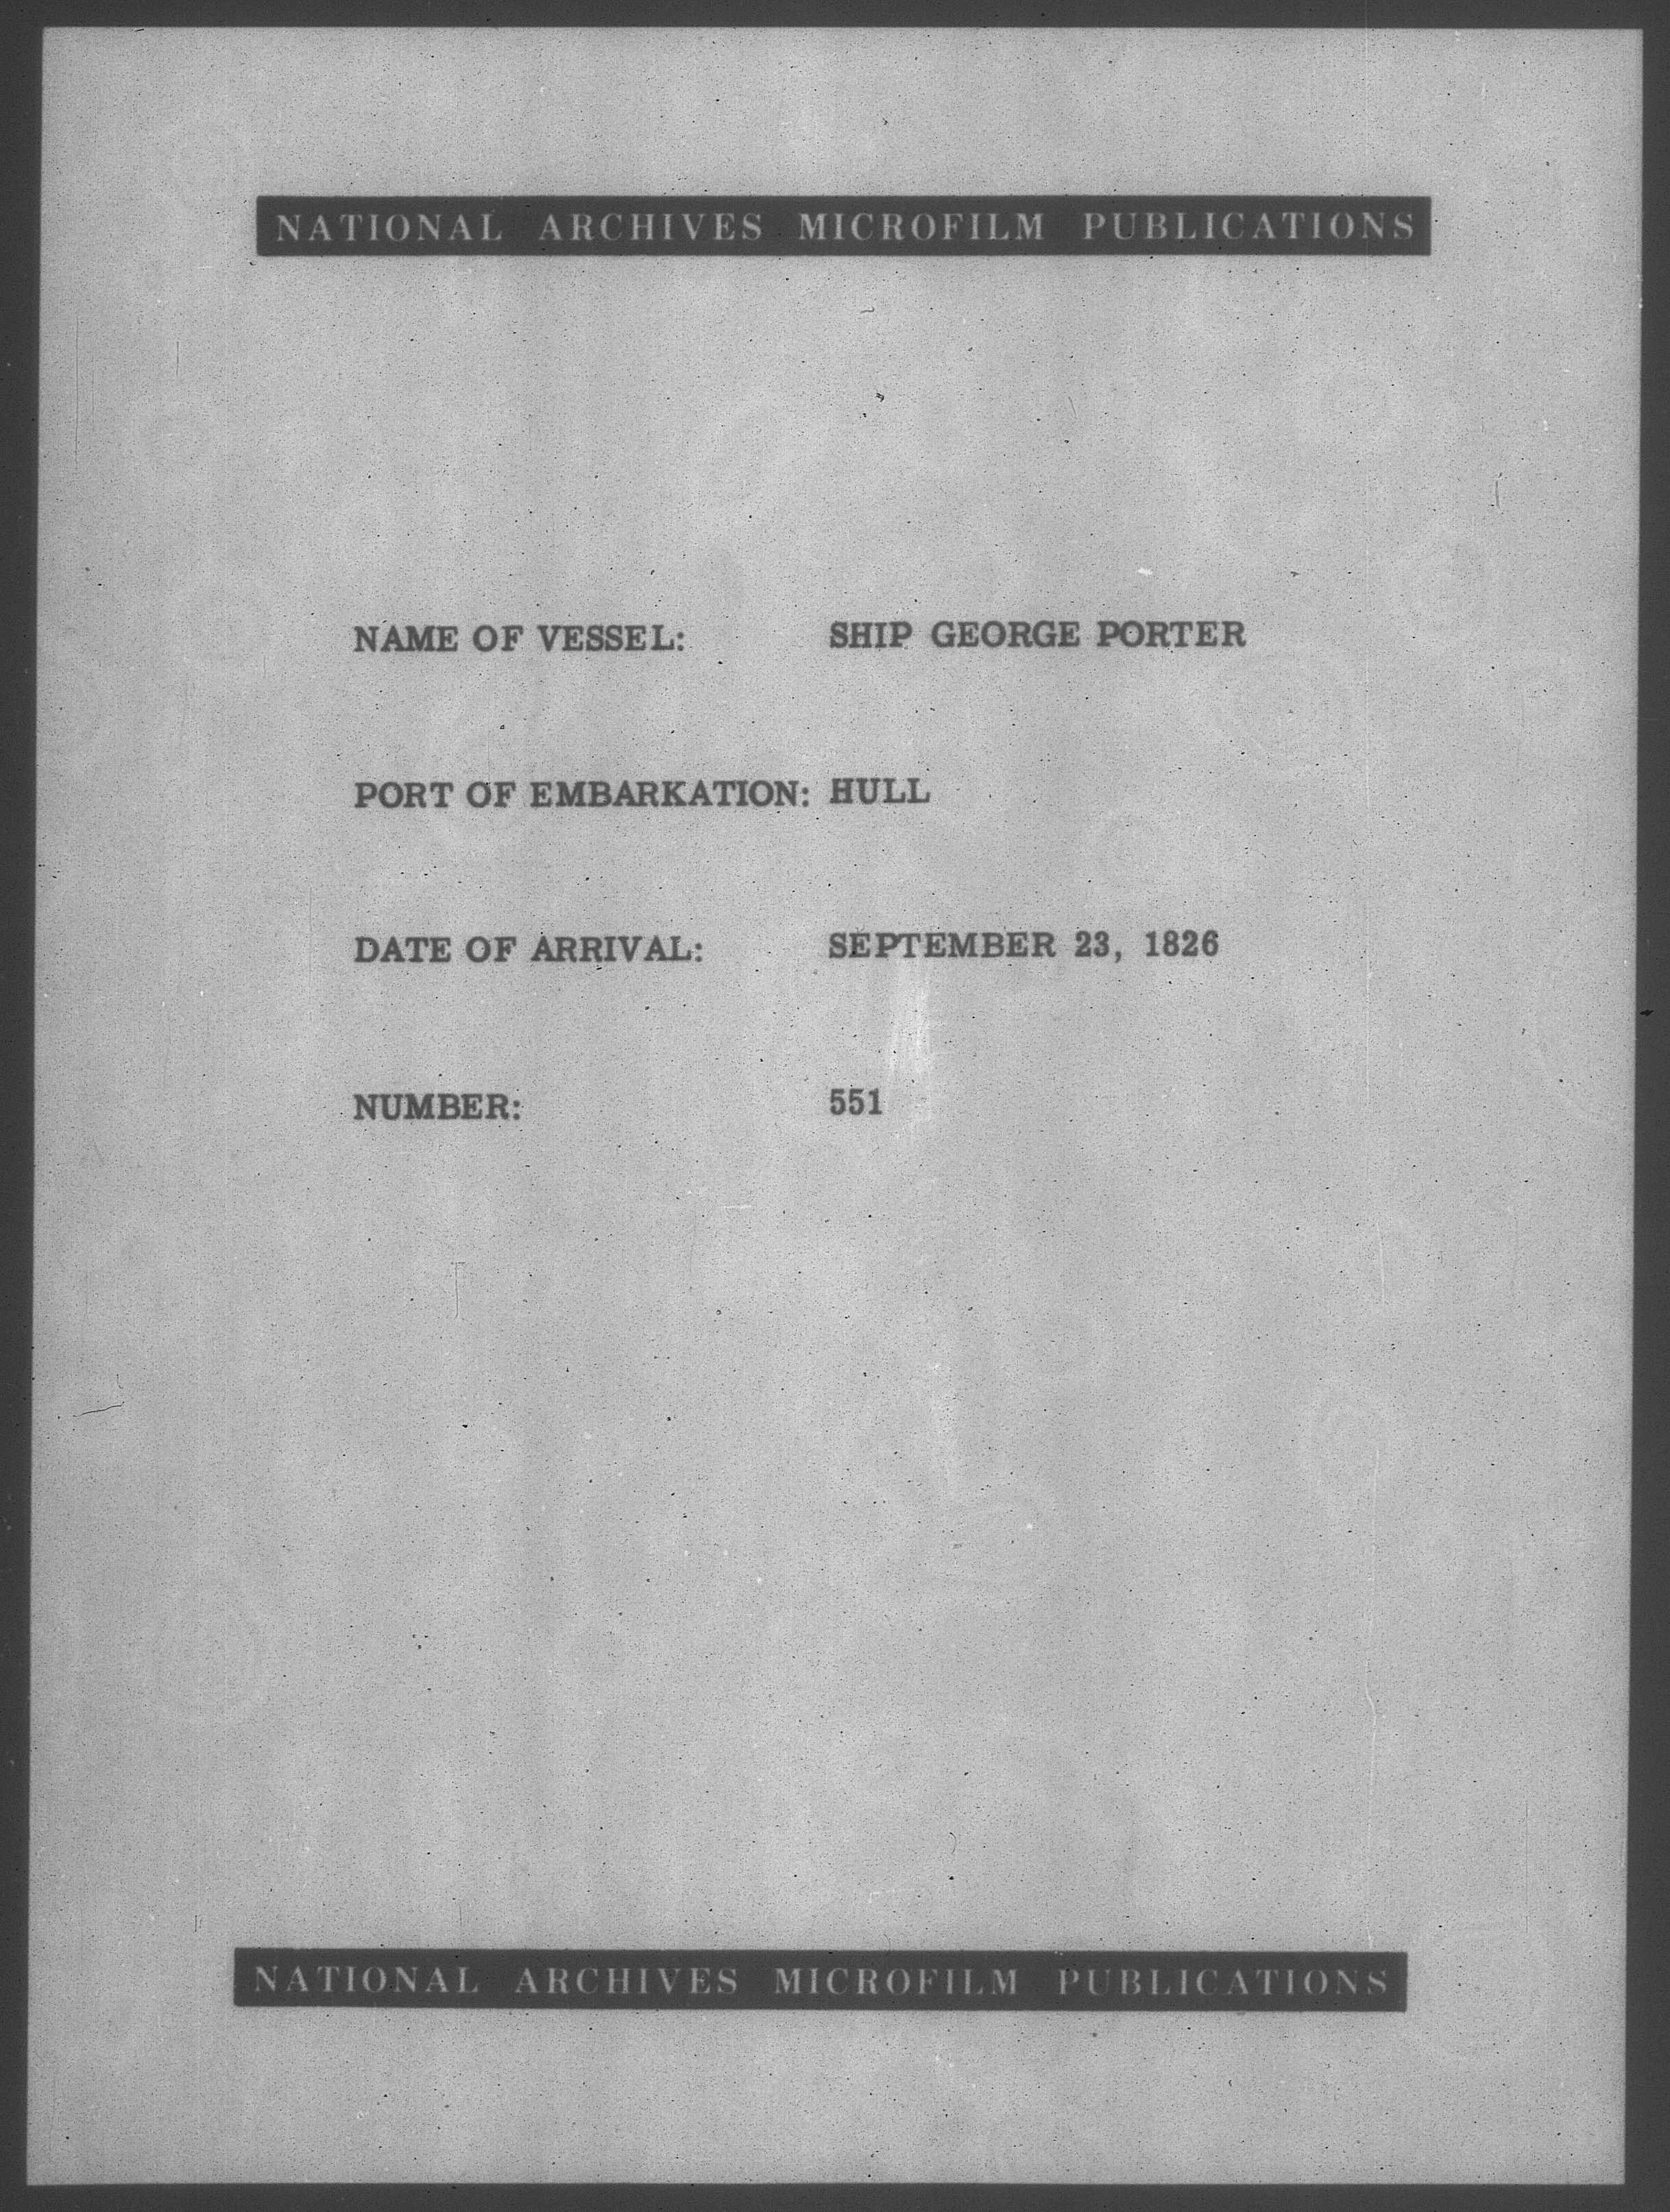 NATIONAL ARCHIVES MICROFILM PUBLICATIONS
NAME OF VESSEL: SHIP GEORGE PORTER
PORT OF EMBARKATION: HULL
DATE OF ARRIVAL: SEPTEMBER 23, 1826
NUMBER: 551
NATIONAL ARCHIVES MICROFILM PUBLICATIONS